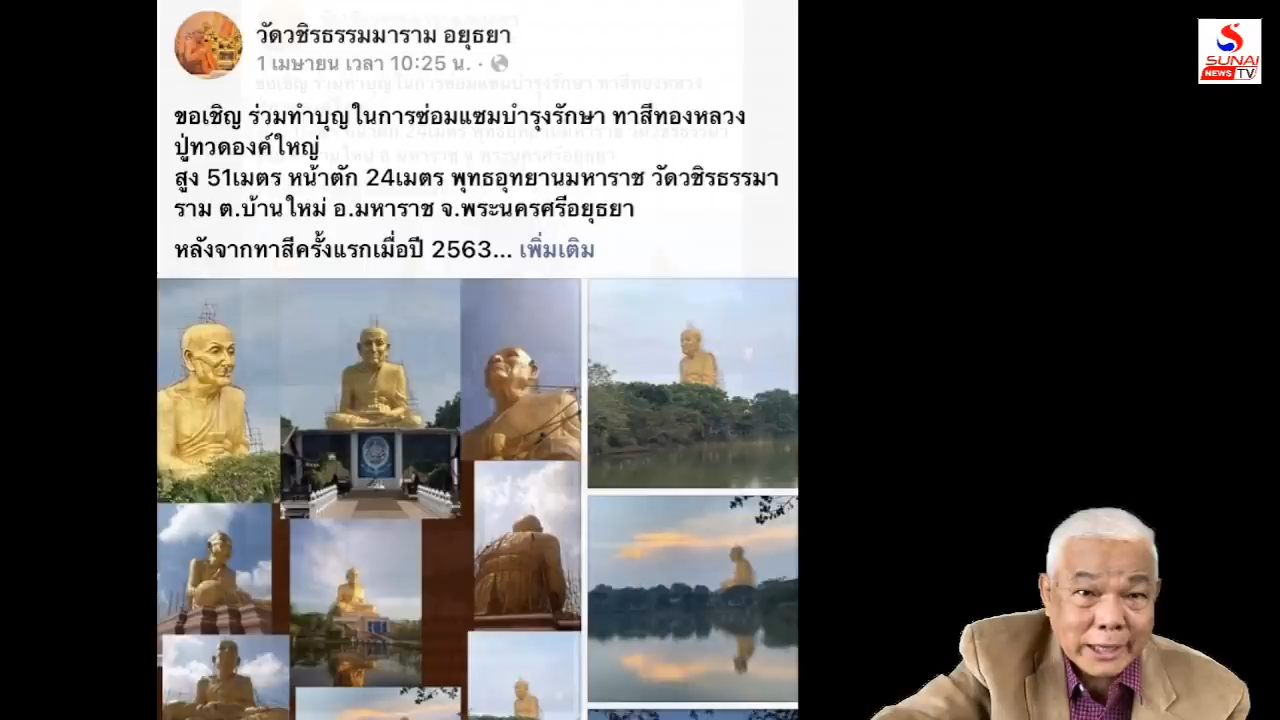 วัดวชิรธรรมมาราม อยุธยา
1 เมษายน เวลา 10:25 น. ·
ขอเชิญ ร่วมทำบุญในการซ่อมแซมบำรุงรักษา ทาสีทองหลวง
ปู่ทวดองค์ใหญ่
สูง 51เมตร หน้าตัก 24เมตร พุทธอุทยานมหาราช วัดวชิรธรรมา
ราม ต.บ้านใหม่ อ.มหาราช จ.พระนครศรีอยุธยา
หลังจากทาสีครั้งแรกเมื่อปี 2563... เพิ่มเติม
SUNAI
NEWS TV